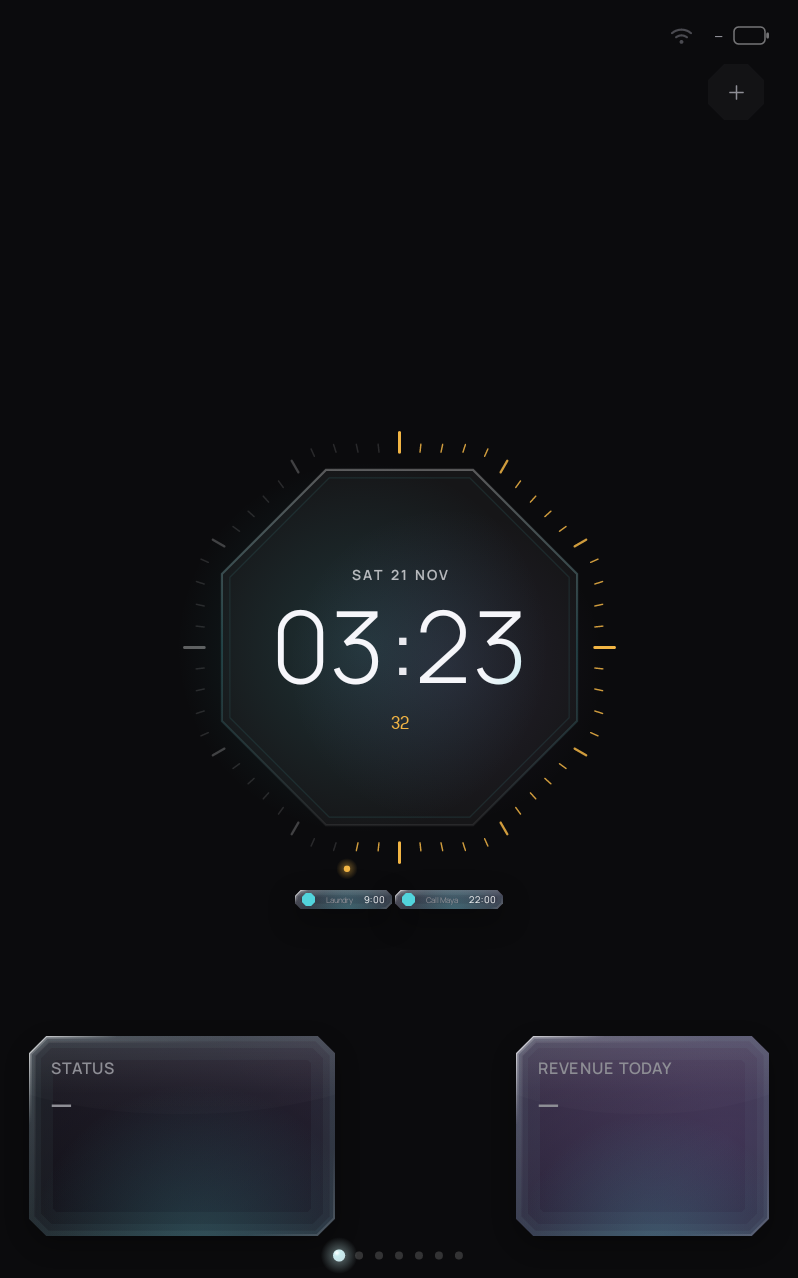 –
+
SAT 21 NOV
03:23
32
Laundry 9:00 Call Maya 22:00
STATUS
—
REVENUE TODAY
—